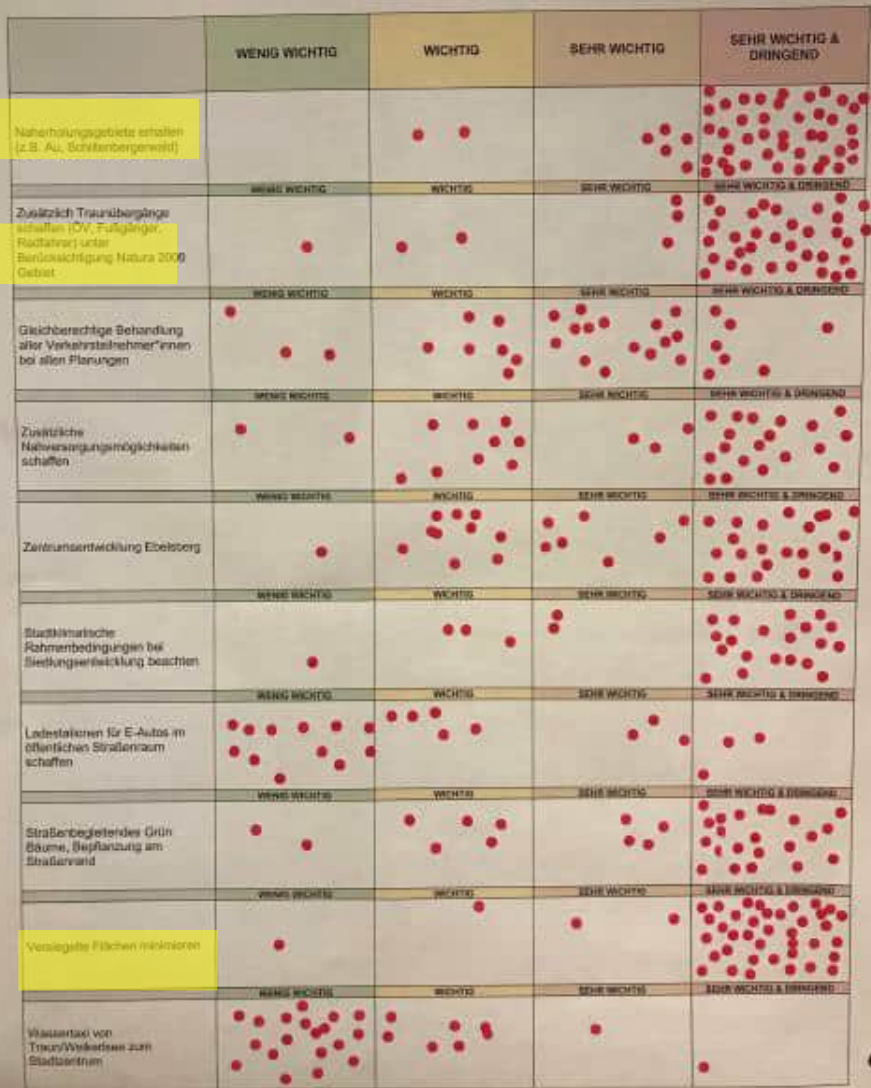 WENIG WICHTIG
WICHTIG
SEHR WICHTIG
SEHR WICHTIG &
DRINGEND
Naherholungsgebiete erhalten
(z.B. Au, Schiltenbergerwald)
WENIG WICHTIG
WICHTIG
SEHR WICHTIG
SEHR WICHTIG & DRINGEND
Zusätzlich Traunübergänge
schaffen (ÖV, Fußgänger,
Radfahrer) unter
Berücksichtigung Natura 2000
Gebiet
WENIG WICHTIG
WICHTIG
SEHR WICHTIG
SEHR WICHTIG & DRINGEND
Gleichberechtige Behandlung
aller Verkehrsteilnehmer*innen
bei allen Planungen
WENIG WICHTIG
WICHTIG
SEHR WICHTIG
SEHR WICHTIG & DRINGEND
Zusätzliche
Nahversorgungsmöglichkeiten
schaffen
WENIG WICHTIG
WICHTIG
SEHR WICHTIG
SEHR WICHTIG & DRINGEND
Zentrumsentwicklung Ebelsberg
WENIG WICHTIG
WICHTIG
SEHR WICHTIG
SEHR WICHTIG & DRINGEND
Stadtklimatische
Rahmenbedingungen bei
Siedlungsentwicklung beachten
WENIG WICHTIG
WICHTIG
SEHR WICHTIG
SEHR WICHTIG & DRINGEND
Ladestationen für E-Autos im
öffentlichen Straßenraum
schaffen
WENIG WICHTIG
WICHTIG
SEHR WICHTIG
SEHR WICHTIG & DRINGEND
Straßenbegleitendes Grün
Bäume, Bepflanzung am
Straßenrand
WENIG WICHTIG
WICHTIG
SEHR WICHTIG
SEHR WICHTIG & DRINGEND
Versiegelte Flächen minimieren
WENIG WICHTIG
WICHTIG
SEHR WICHTIG
SEHR WICHTIG & DRINGEND
Wassertaxi von
Traun/Weikerlsee zum
Stadtzentrum